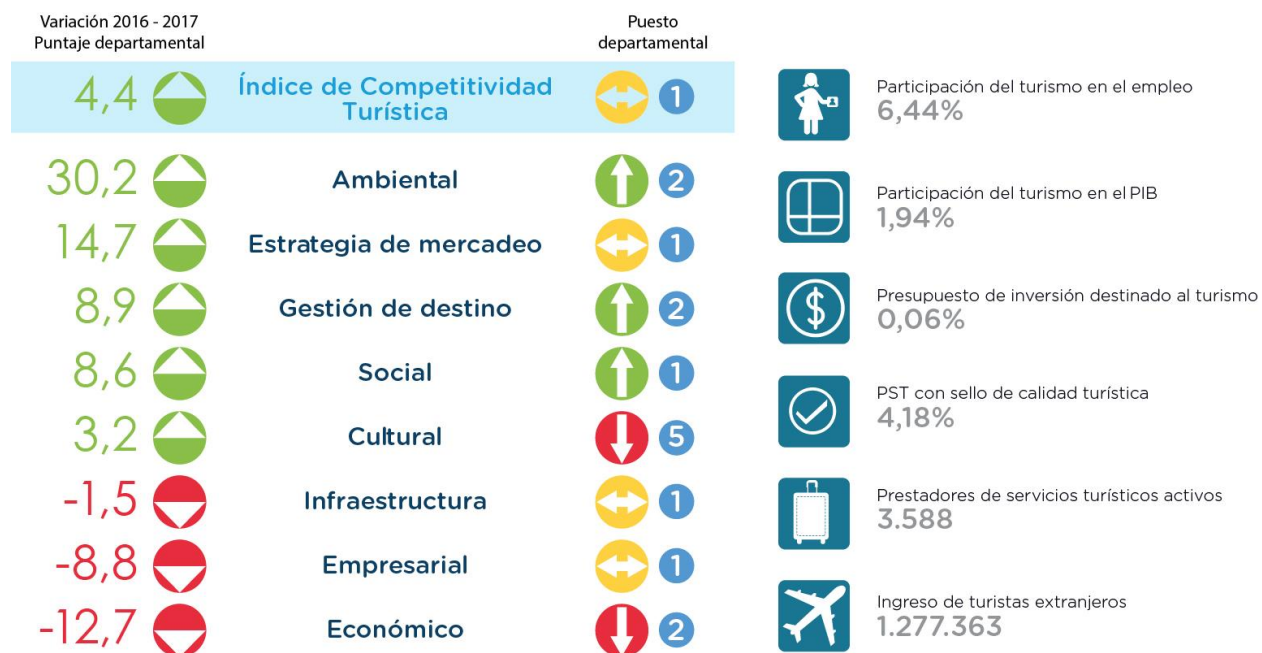 Variación 2016 - 2017
Puntaje departamental
Puesto
departamental
4,4
Índice de Competitividad
Turística
1
30,2
Ambiental
2
14,7
Estrategia de mercadeo
1
8,9
Gestión de destino
2
8,6
Social
1
3,2
Cultural
5
-1,5
Infraestructura
1
-8,8
Empresarial
1
-12,7
Económico
2
Participación del turismo en el empleo
6,44%
Participación del turismo en el PIB
1,94%
Presupuesto de inversión destinado al turismo
0,06%
PST con sello de calidad turística
4,18%
Prestadores de servicios turísticos activos
3.588
Ingreso de turistas extranjeros
1.277.363